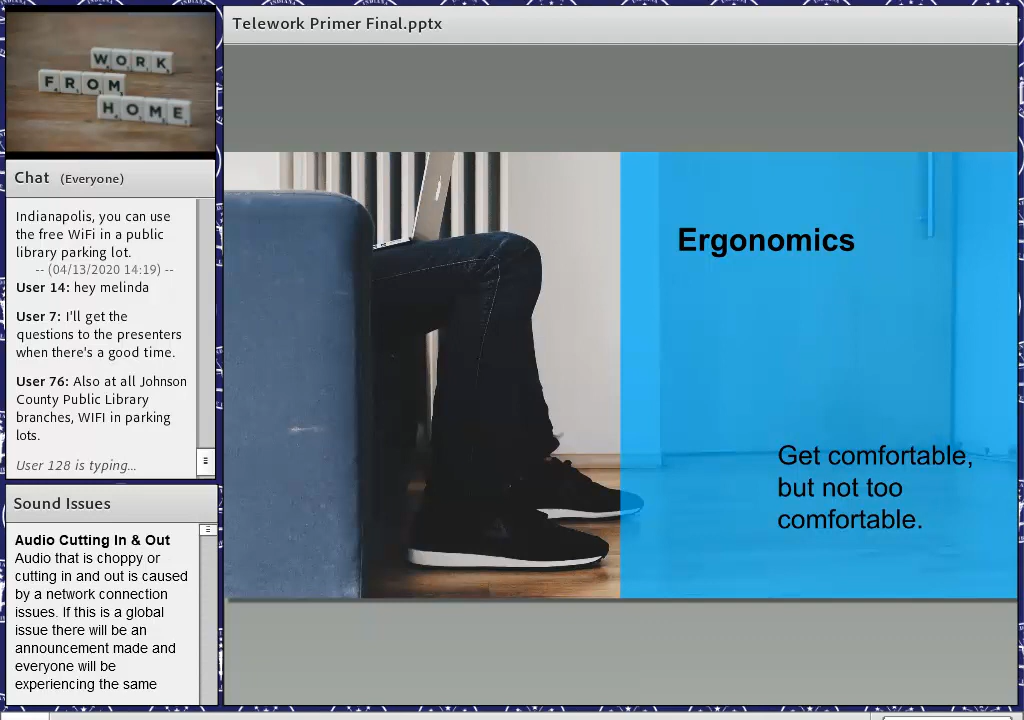 Telework Primer Final.pptx
WORK
FROM
HOME
Chat (Everyone)
Indianapolis, you can use
the free WiFi in a public
library parking lot.
-- (04/13/2020 14:19) --
User 14: hey melinda
User 7: I'll get the
questions to the presenters
when there's a good time.
User 76: Also at all Johnson
County Public Library
branches, WIFI in parking
lots.
User 128 is typing...
Sound Issues
Audio Cutting In & Out
Audio that is choppy or
cutting in and out is caused
by a network connection
issues. If this is a global
issue there will be an
announcement made and
everyone will be
experiencing the same
Ergonomics
Get comfortable,
but not too
comfortable.